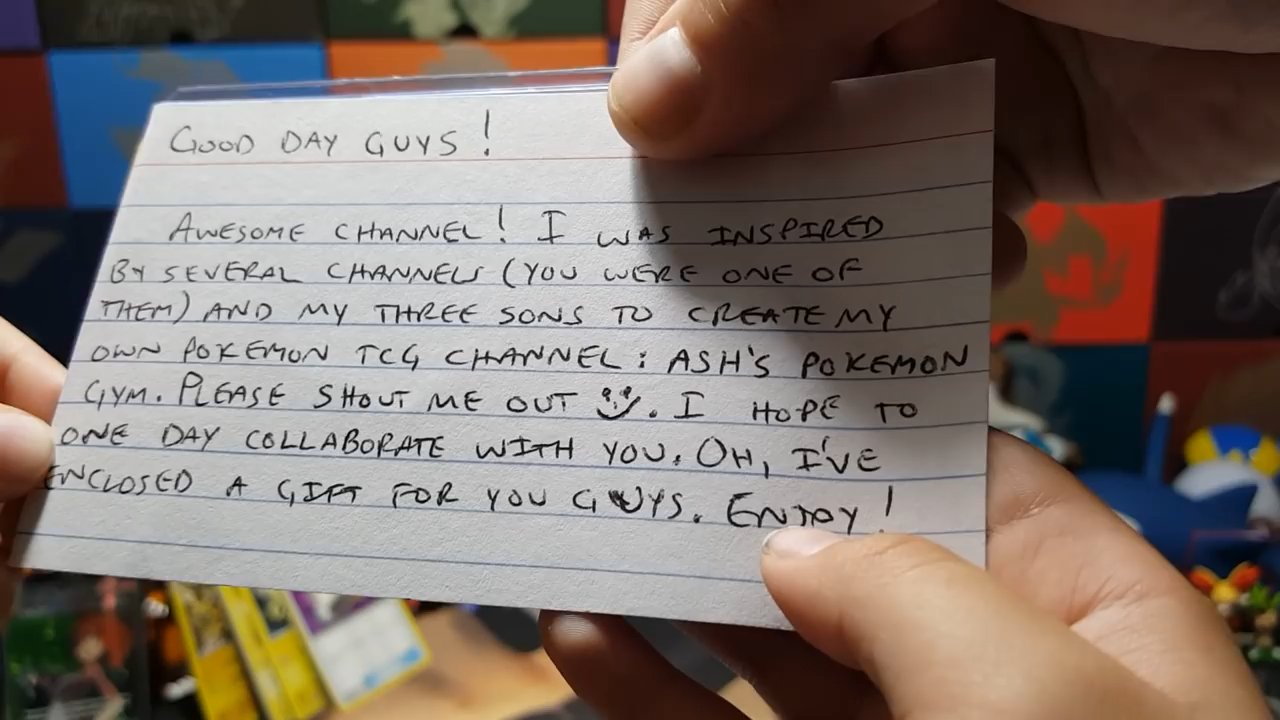 GOOD DAY GUYS!
AWESOME CHANNEL! I WAS INSPIRED
BY SEVERAL CHANNELS (YOU WERE ONE OF
THEM) AND MY THREE SONS TO CREATE MY
OWN POKEMON TCG CHANNEL: ASH'S POKEMON
GYM. PLEASE SHOUT ME OUT. I HOPE TO
ONE DAY COLLABORATE WITH YOU. OH, I'VE
ENCLOSED A GIFT FOR YOU GUYS. ENJOY!